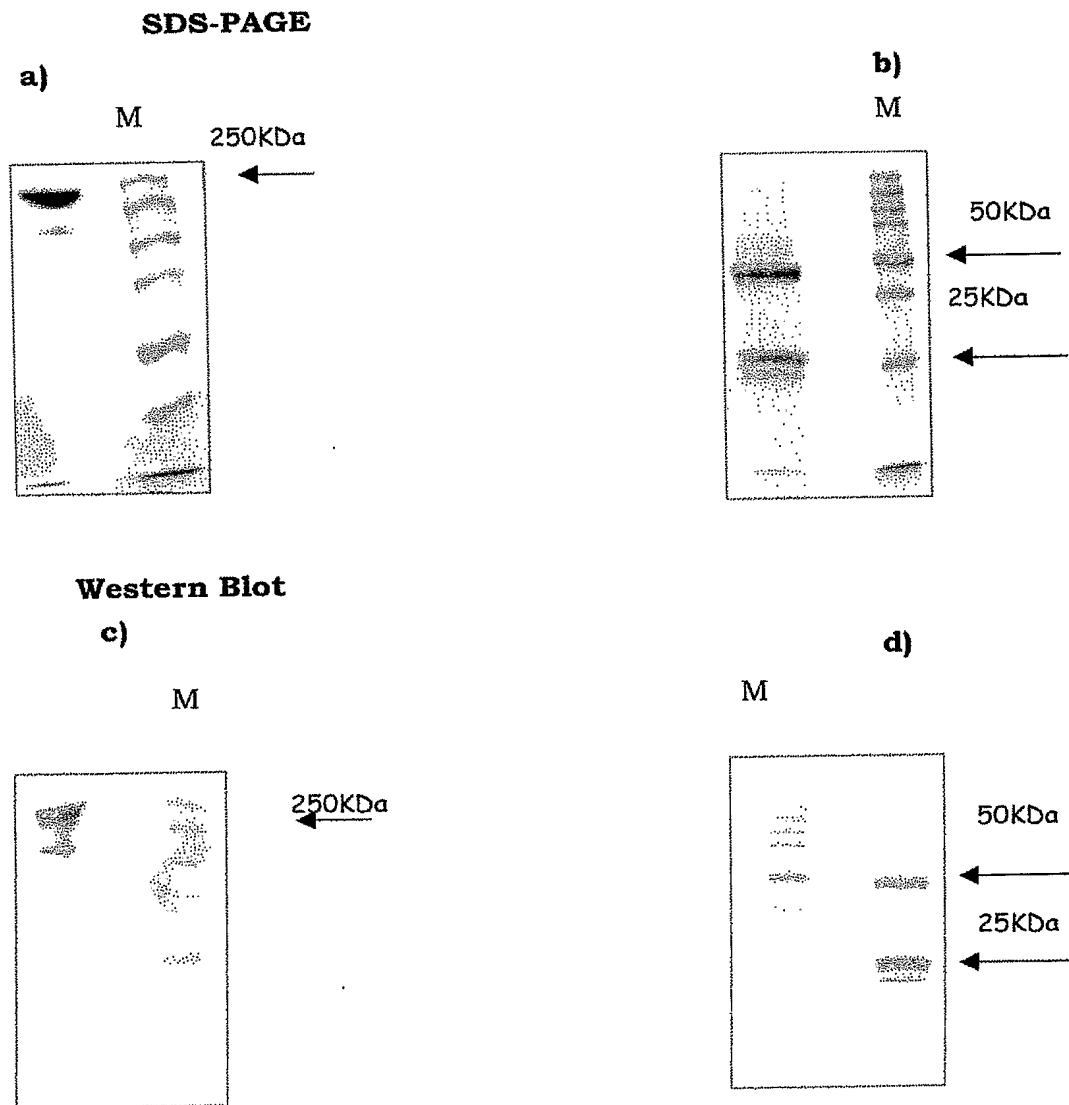 SDS-PAGE
a)
M
250KDa
b)
M
50KDa
25KDa
Western Blot
c)
M
250KDa
d)
M
50KDa
25KDa